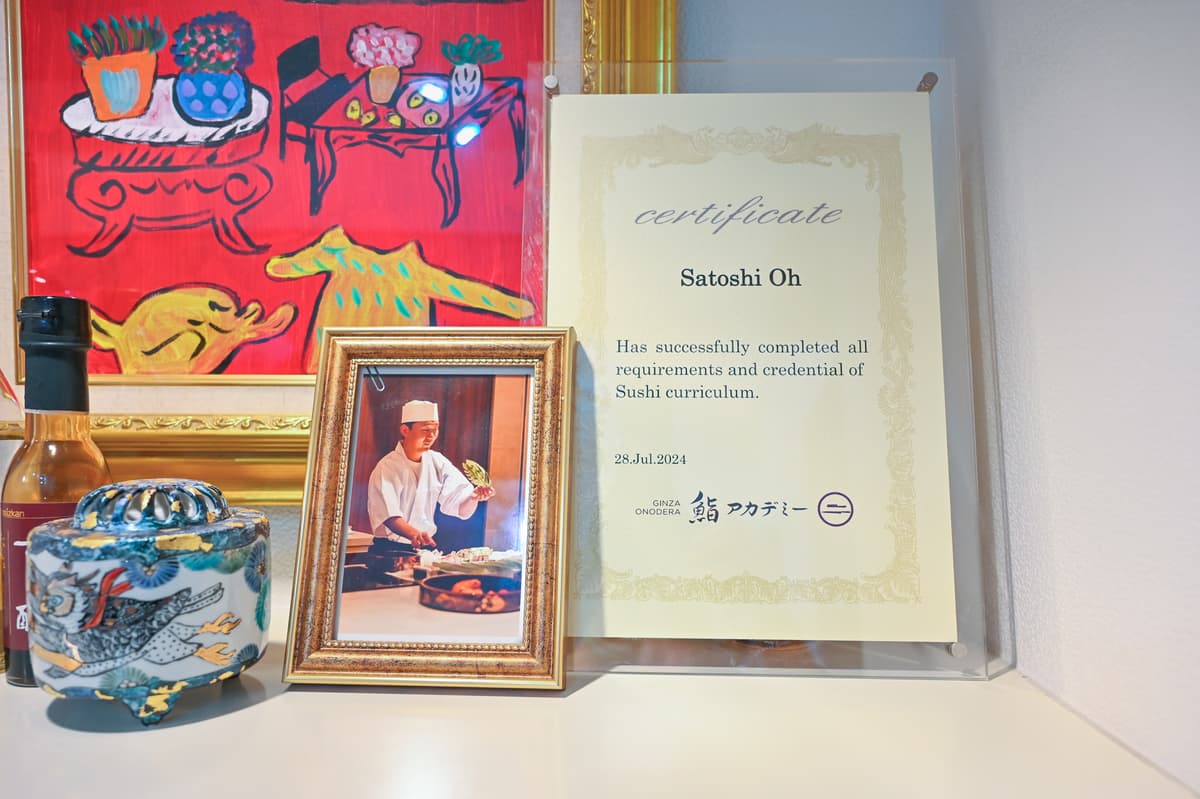 certificate
Satoshi Oh
Has successfully completed all
requirements and credential of
Sushi curriculum.
28.Jul.2024
GINZA
ONODERA
鮨アカデミー